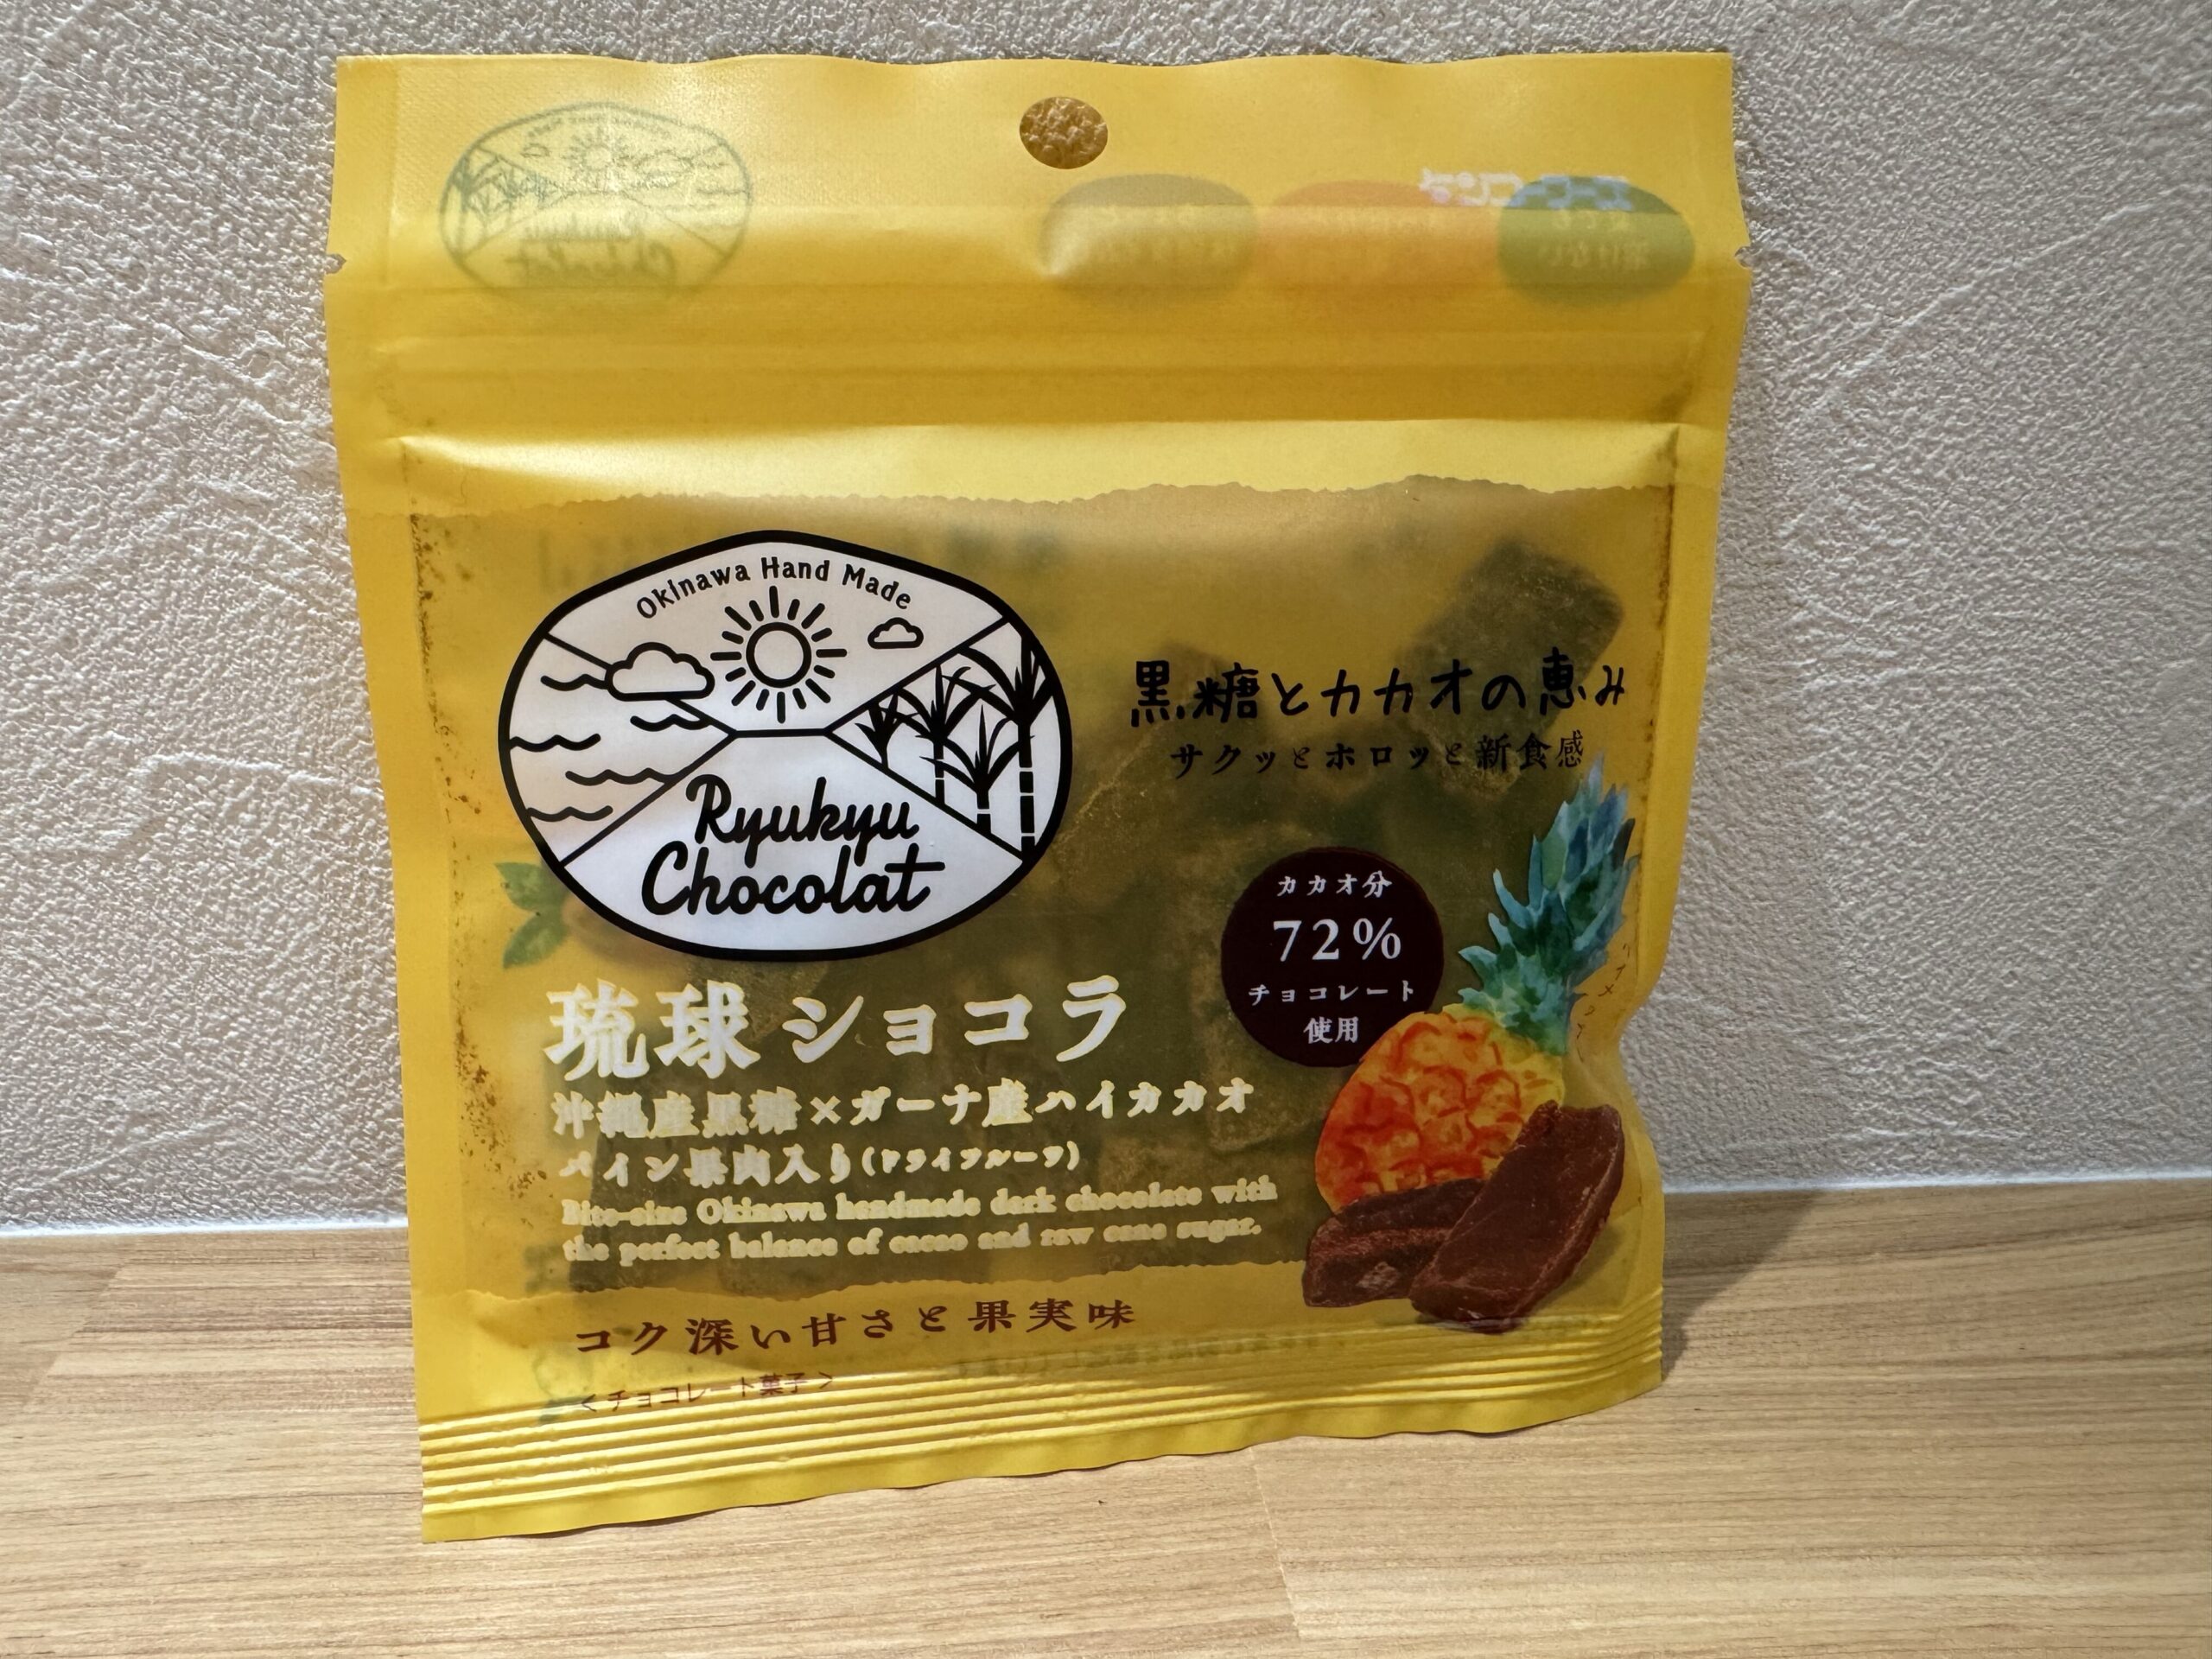 Okinawa Hand Made
Ryukyu
Chocolat
黒糖とカカオの恵み
サクッとホロッと新食感
カカオ分
72%
チョコレート
使用
琉球ショコラ
沖縄産黒糖×ガーナ産ハイカカオ
パイン果肉入り(ドライフルーツ)
Bite-size Okinawa handmade dark chocolate with
the perfect balance of cacao and raw cane sugar.
コク深い甘さと果実味
<チョコレート菓子>